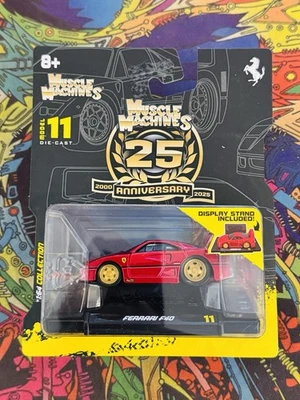 8+
MUSCLE
MACHINES
MODEL 11
DIE-CAST
MUSCLE
MACHINES
25
2000 ANNIVERSARY 2025
DISPLAY STAND
INCLUDED!
1:64 COLLECTION
FERRARI F40 11